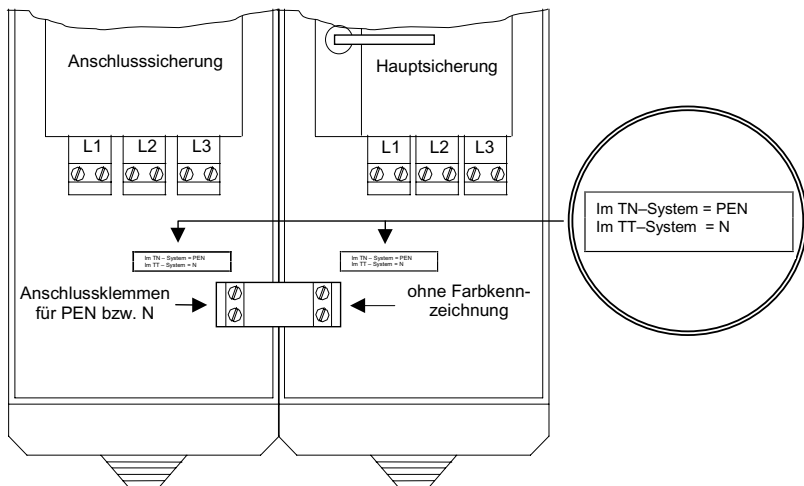 Anschlusssicherung
Hauptsicherung
L1 L2 L3
L1 L2 L3
Im TN–System = PEN
Im TT–System = N
Im TN – System = PEN
Im TT – System = N
Im TN – System = PEN
Im TT – System = N
Anschlussklemmen
für PEN bzw. N
ohne Farbkenn-
zeichnung